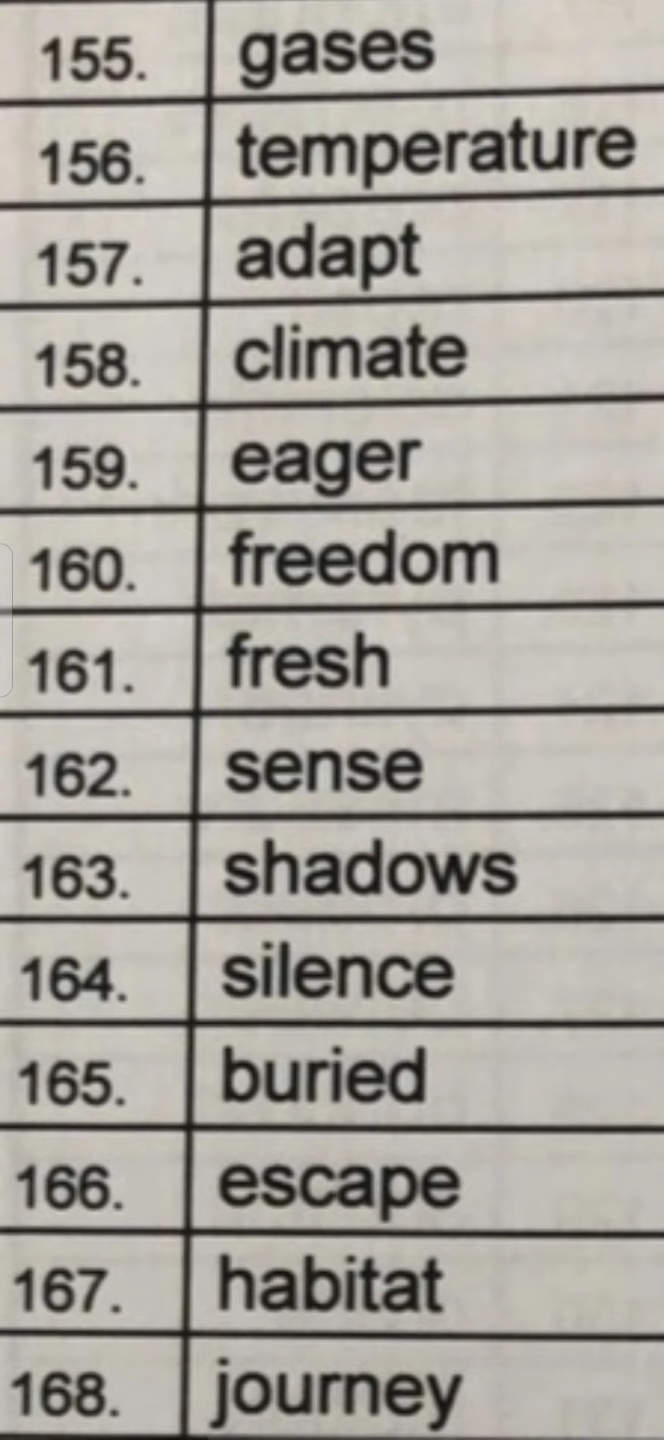 155. gases
156. temperature
157. adapt
158. climate
159. eager
160. freedom
161. fresh
162. sense
163. shadows
164. silence
165. buried
166. escape
167. habitat
168. journey